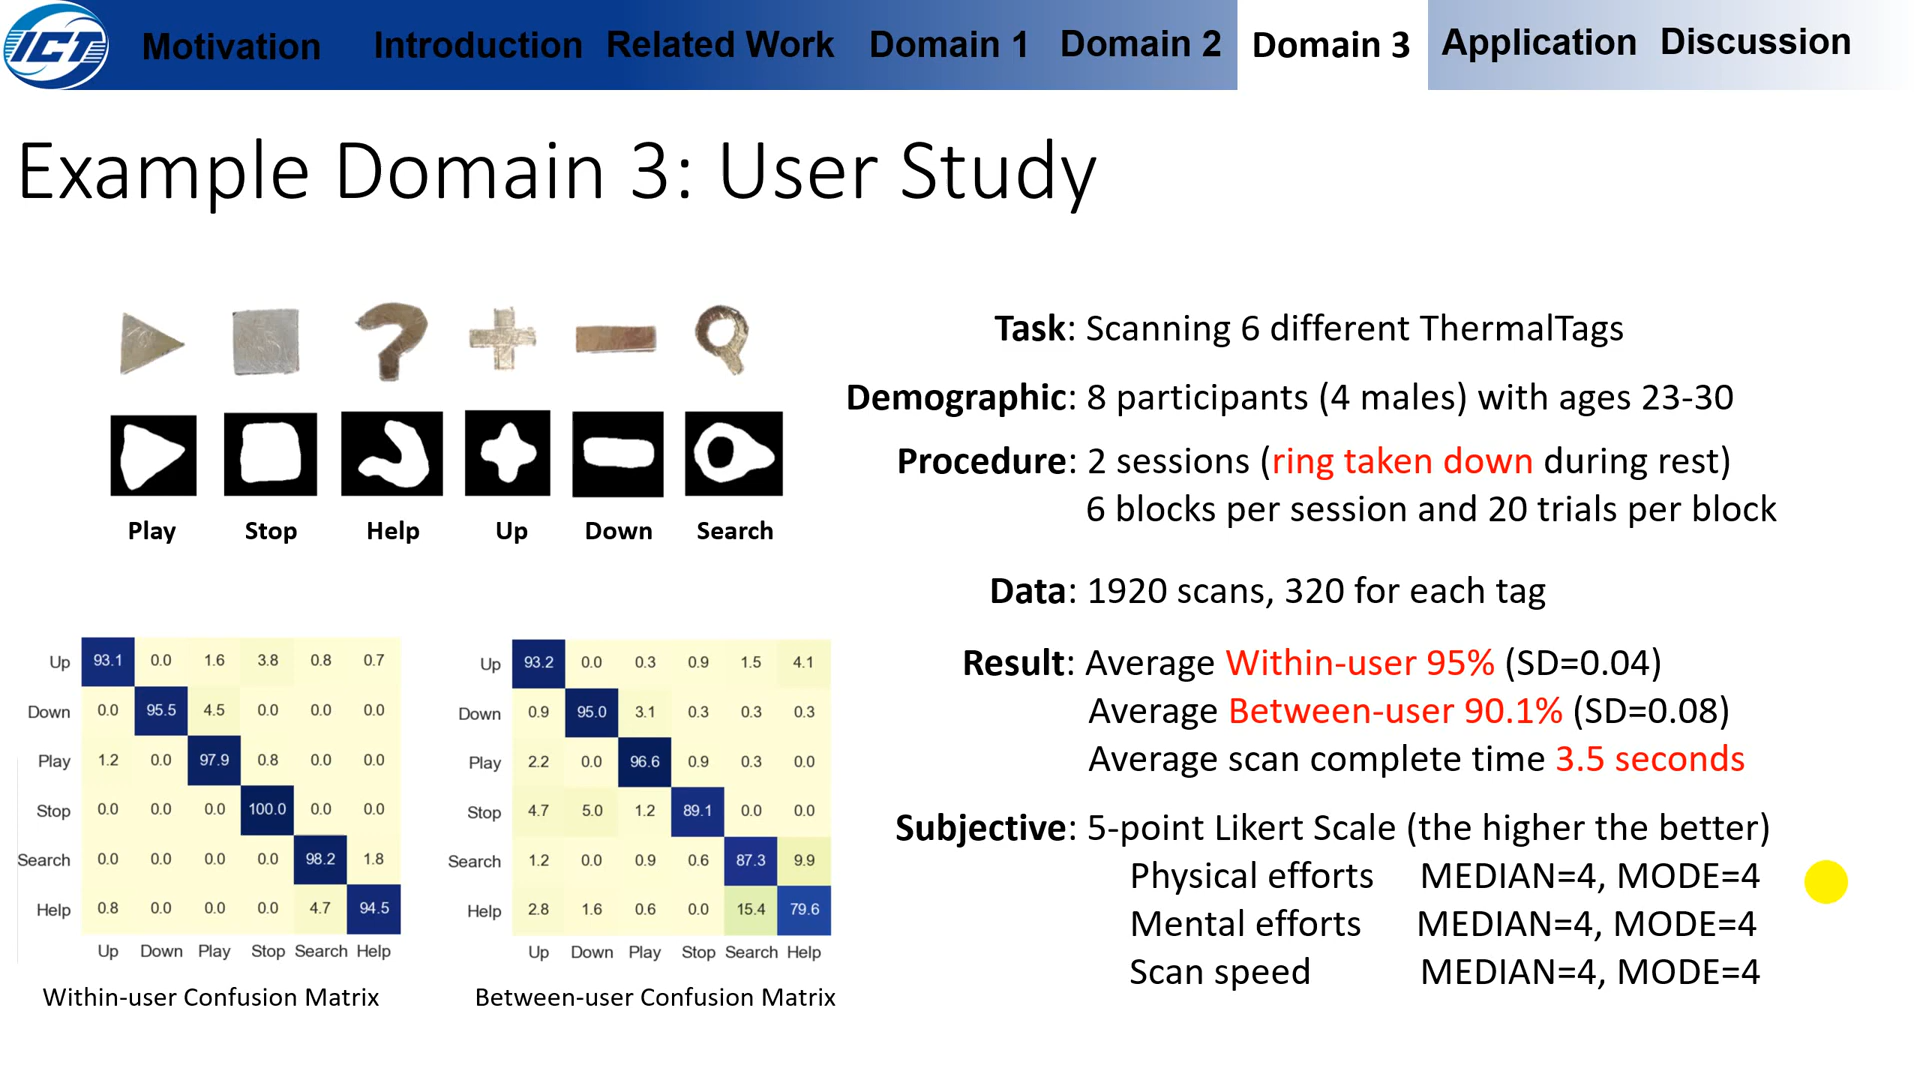 ICT
Motivation Introduction Related Work Domain 1 Domain 2 Domain 3 Application Discussion
Example Domain 3: User Study
Play Stop Help Up Down Search
Up 93.1 0.0 1.6 3.8 0.8 0.7
Down 0.0 95.5 4.5 0.0 0.0 0.0
Play 1.2 0.0 97.9 0.8 0.0 0.0
Stop 0.0 0.0 0.0 100.0 0.0 0.0
Search 0.0 0.0 0.0 0.0 98.2 1.8
Help 0.8 0.0 0.0 0.0 4.7 94.5
Up Down Play Stop Search Help
Within-user Confusion Matrix
Up 93.2 0.0 0.3 0.9 1.5 4.1
Down 0.9 95.0 3.1 0.3 0.3 0.3
Play 2.2 0.0 96.6 0.9 0.3 0.0
Stop 4.7 5.0 1.2 89.1 0.0 0.0
Search 1.2 0.0 0.9 0.6 87.3 9.9
Help 2.8 1.6 0.6 0.0 15.4 79.6
Up Down Play Stop Search Help
Between-user Confusion Matrix
Task: Scanning 6 different ThermalTags
Demographic: 8 participants (4 males) with ages 23-30
Procedure: 2 sessions (ring taken down during rest)
6 blocks per session and 20 trials per block
Data: 1920 scans, 320 for each tag
Result: Average Within-user 95% (SD=0.04)
Average Between-user 90.1% (SD=0.08)
Average scan complete time 3.5 seconds
Subjective: 5-point Likert Scale (the higher the better)
Physical efforts MEDIAN=4, MODE=4
Mental efforts MEDIAN=4, MODE=4
Scan speed MEDIAN=4, MODE=4